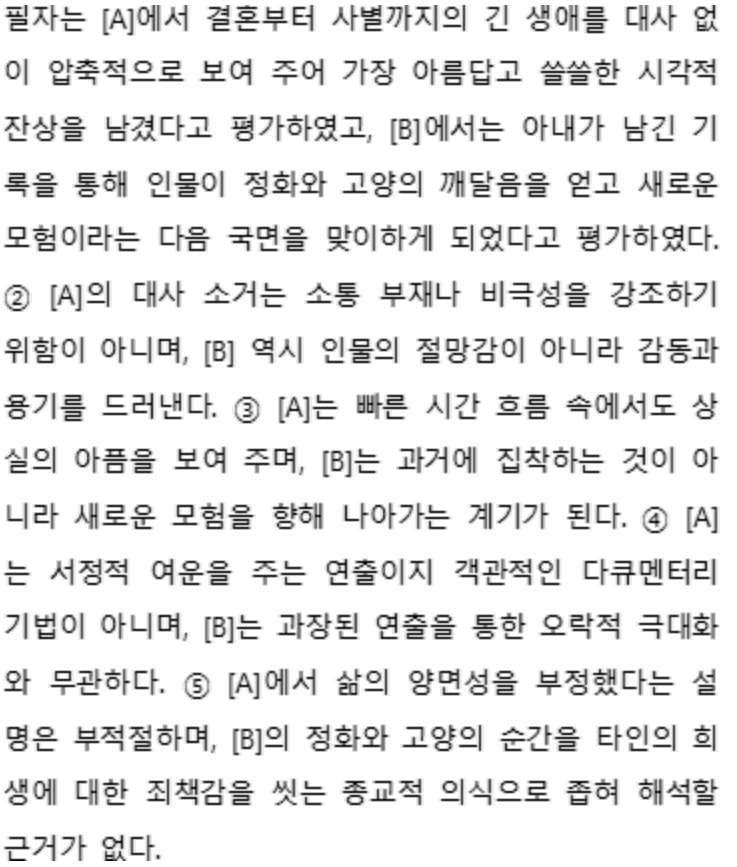 필자는 [A]에서 결혼부터 사별까지의 긴 생애를 대사 없
이 압축적으로 보여 주어 가장 아름답고 쓸쓸한 시각적
잔상을 남겼다고 평가하였고, [B]에서는 아내가 남긴 기
록을 통해 인물이 정화와 고양의 깨달음을 얻고 새로운
모험이라는 다음 국면을 맞이하게 되었다고 평가하였다.
② [A]의 대사 소거는 소통 부재나 비극성을 강조하기
위함이 아니며, [B] 역시 인물의 절망감이 아니라 감동과
용기를 드러낸다. ③ [A]는 빠른 시간 흐름 속에서도 상
실의 아픔을 보여 주며, [B]는 과거에 집착하는 것이 아
니라 새로운 모험을 향해 나아가는 계기가 된다. ④ [A]
는 서정적 여운을 주는 연출이지 객관적인 다큐멘터리
기법이 아니며, [B]는 과장된 연출을 통한 오락적 극대화
와 무관하다. ⑤ [A]에서 삶의 양면성을 부정했다는 설
명은 부적절하며, [B]의 정화와 고양의 순간을 타인의 희
생에 대한 죄책감을 씻는 종교적 의식으로 좁혀 해석할
근거가 없다.